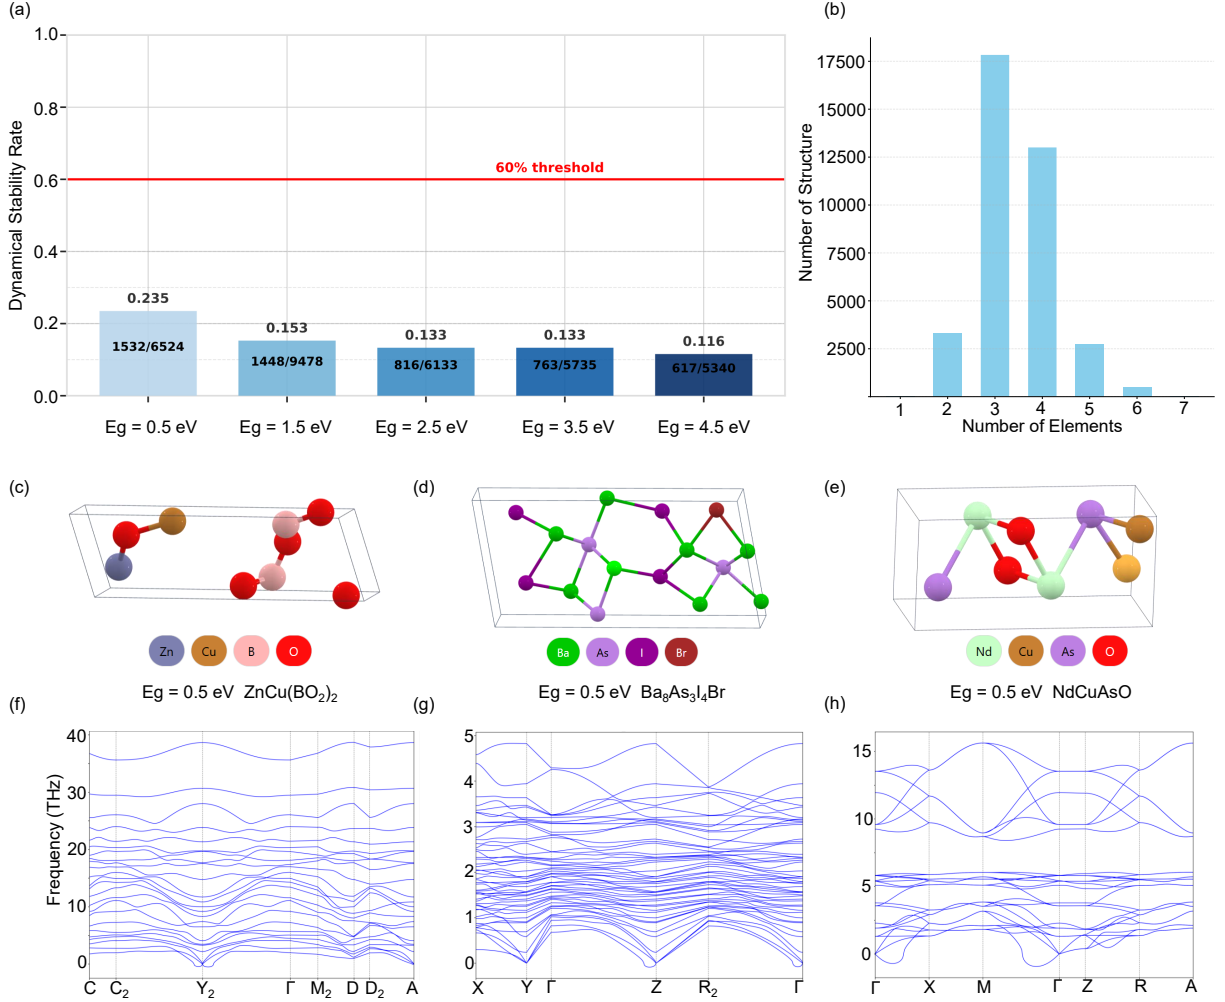 (a)
Dynamical Stability Rate
1.0
0.8
0.6
0.4
0.2
0.0
60% threshold
0.235
0.153
0.133
0.133
0.116
1532/6524
1448/9478
816/6133
763/5735
617/5340
Eg = 0.5 eV
Eg = 1.5 eV
Eg = 2.5 eV
Eg = 3.5 eV
Eg = 4.5 eV
(b)
Number of Structure
17500
15000
12500
10000
7500
5000
2500
1 2 3 4 5 6 7
Number of Elements
(c)
Zn Cu B O
Eg = 0.5 eV ZnCu(BO₂)₂
(d)
Ba As I Br
Eg = 0.5 eV Ba₈As₃I₄Br
(e)
Nd Cu As O
Eg = 0.5 eV NdCuAsO
(f)
Frequency (THz)
40
30
20
10
0
C C₂ Y₂ Γ M₂ D D₂ A
(g)
5
4
3
2
1
0
X Y Γ Z R₂ Γ
(h)
15
10
5
0
Γ X M Γ Z R A